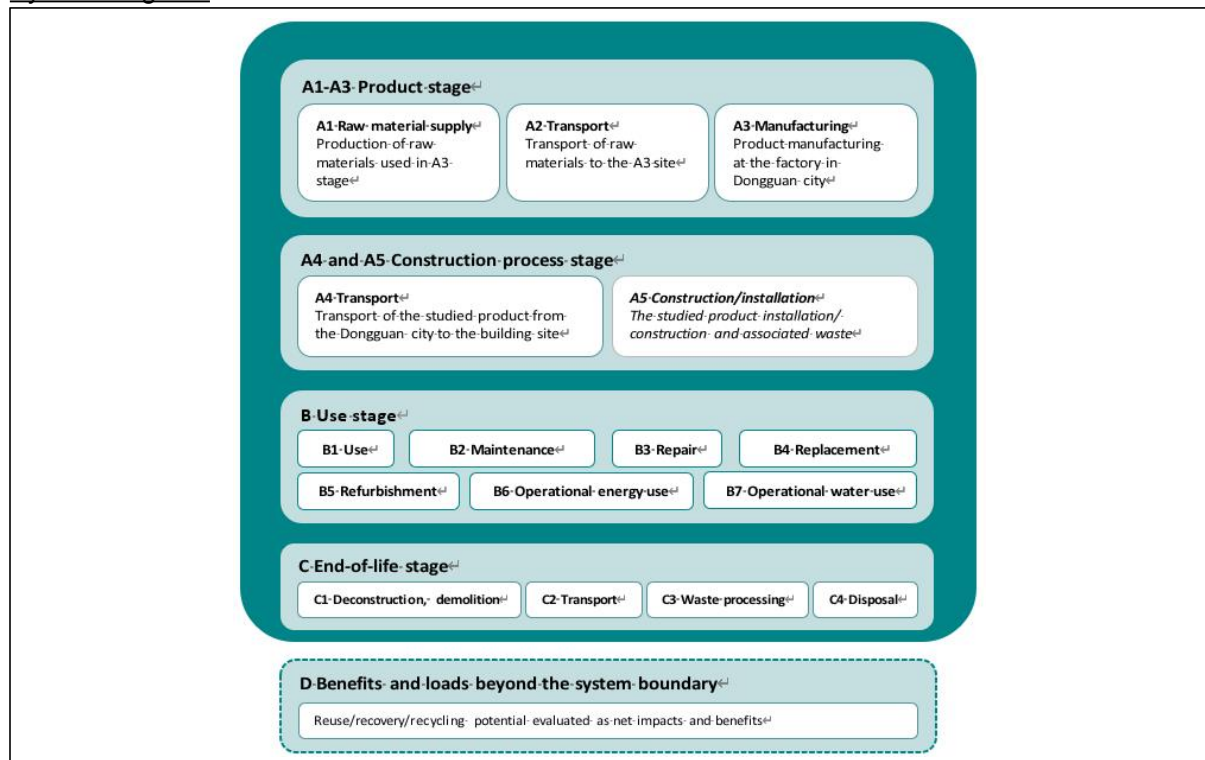 A1-A3 Product stage↵
A1 Raw material supply↵
Production of raw
materials used in A3
stage↵
A2 Transport↵
Transport of raw
materials to the A3 site↵
A3 Manufacturing↵
Product manufacturing
at the factory in
Dongguan city↵
A4 and A5 Construction process stage↵
A4 Transport↵
Transport of the studied product from
the Dongguan city to the building site↵
A5 Construction/installation↵
The studied product installation/
construction and associated waste↵
B Use stage↵
B1 Use↵
B2 Maintenance↵
B3 Repair↵
B4 Replacement↵
B5 Refurbishment↵
B6 Operational energy use↵
B7 Operational water use↵
C End-of-life stage↵
C1 Deconstruction, demolition↵
C2 Transport↵
C3 Waste processing↵
C4 Disposal↵
D Benefits and loads beyond the system boundary↵
Reuse/recovery/recycling potential evaluated as net impacts and benefits↵